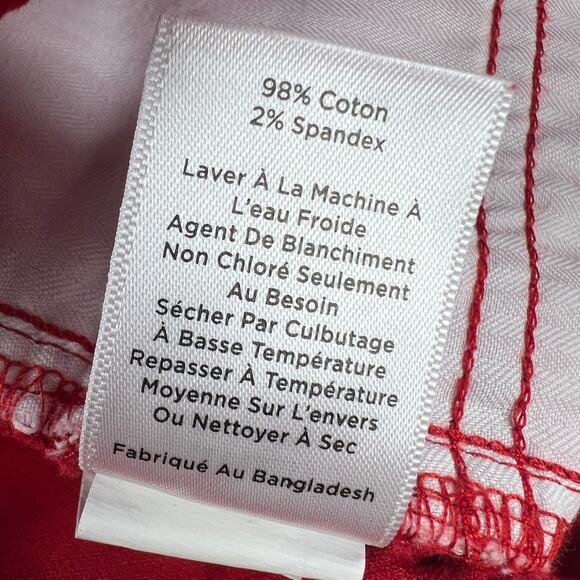 98% Coton
2% Spandex
Laver À La Machine À
L'eau Froide
Agent De Blanchiment
Non Chloré Seulement
Au Besoin
Sécher Par Culbutage
À Basse Température
Repasser À Température
Moyenne Sur L'envers
Ou Nettoyer À Sec
Fabriqué Au Bangladesh